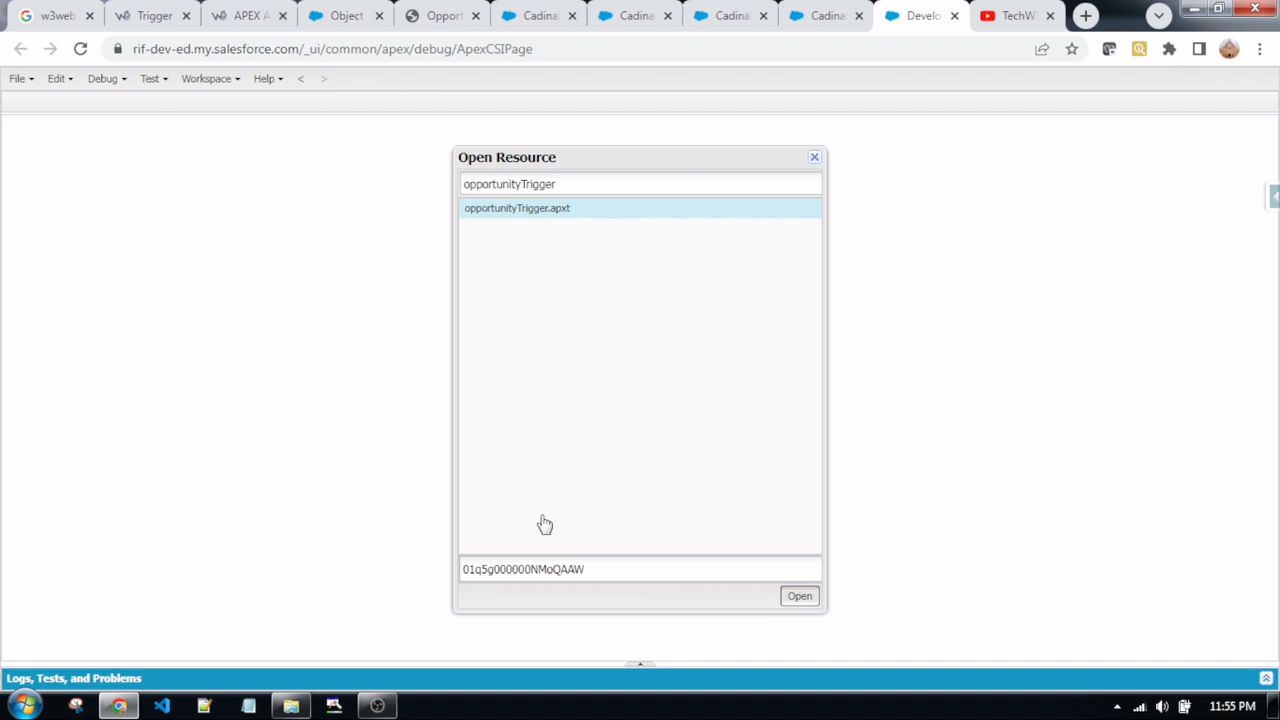 w3web
Trigger
APEX A
Object
Opport
Cadina
Cadina
Cadina
Cadina
Develo
TechW
rif-dev-ed.my.salesforce.com/_ui/common/apex/debug/ApexCSIPage
File Edit Debug Test Workspace Help < >
Open Resource
opportunityTrigger
opportunityTrigger.apxt
01q5g000000NMoQAAW
Open
Logs, Tests, and Problems
11:55 PM